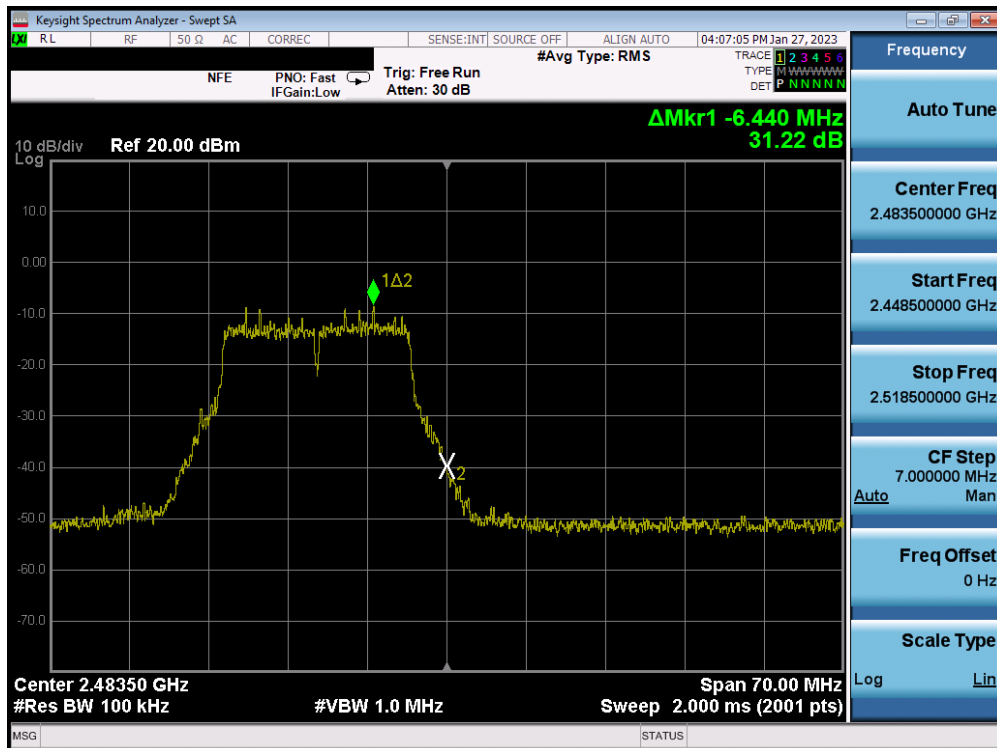 Keysight Spectrum Analyzer - Swept SA
LXI RL RF 50 Ω AC CORREC SENSE:INT SOURCE OFF ALIGN AUTO 04:07:05 PM Jan 27, 2023
#Avg Type: RMS
TRACE 1 2 3 4 5 6
TYPE M WWWWW
DET P N N N N N
NFE PNO: Fast Trig: Free Run
IFGain:Low Atten: 30 dB
ΔMkr1 -6.440 MHz
31.22 dB
10 dB/div Ref 20.00 dBm
Log
10.0
0.00
1Δ2
-10.0
-20.0
-30.0
-40.0
X2
-50.0
-60.0
-70.0
Center 2.48350 GHz Span 70.00 MHz
#Res BW 100 kHz #VBW 1.0 MHz Sweep 2.000 ms (2001 pts)
MSG STATUS
Frequency
Auto Tune
Center Freq
2.483500000 GHz
Start Freq
2.448500000 GHz
Stop Freq
2.518500000 GHz
CF Step
7.000000 MHz
Auto Man
Freq Offset
0 Hz
Scale Type
Log Lin